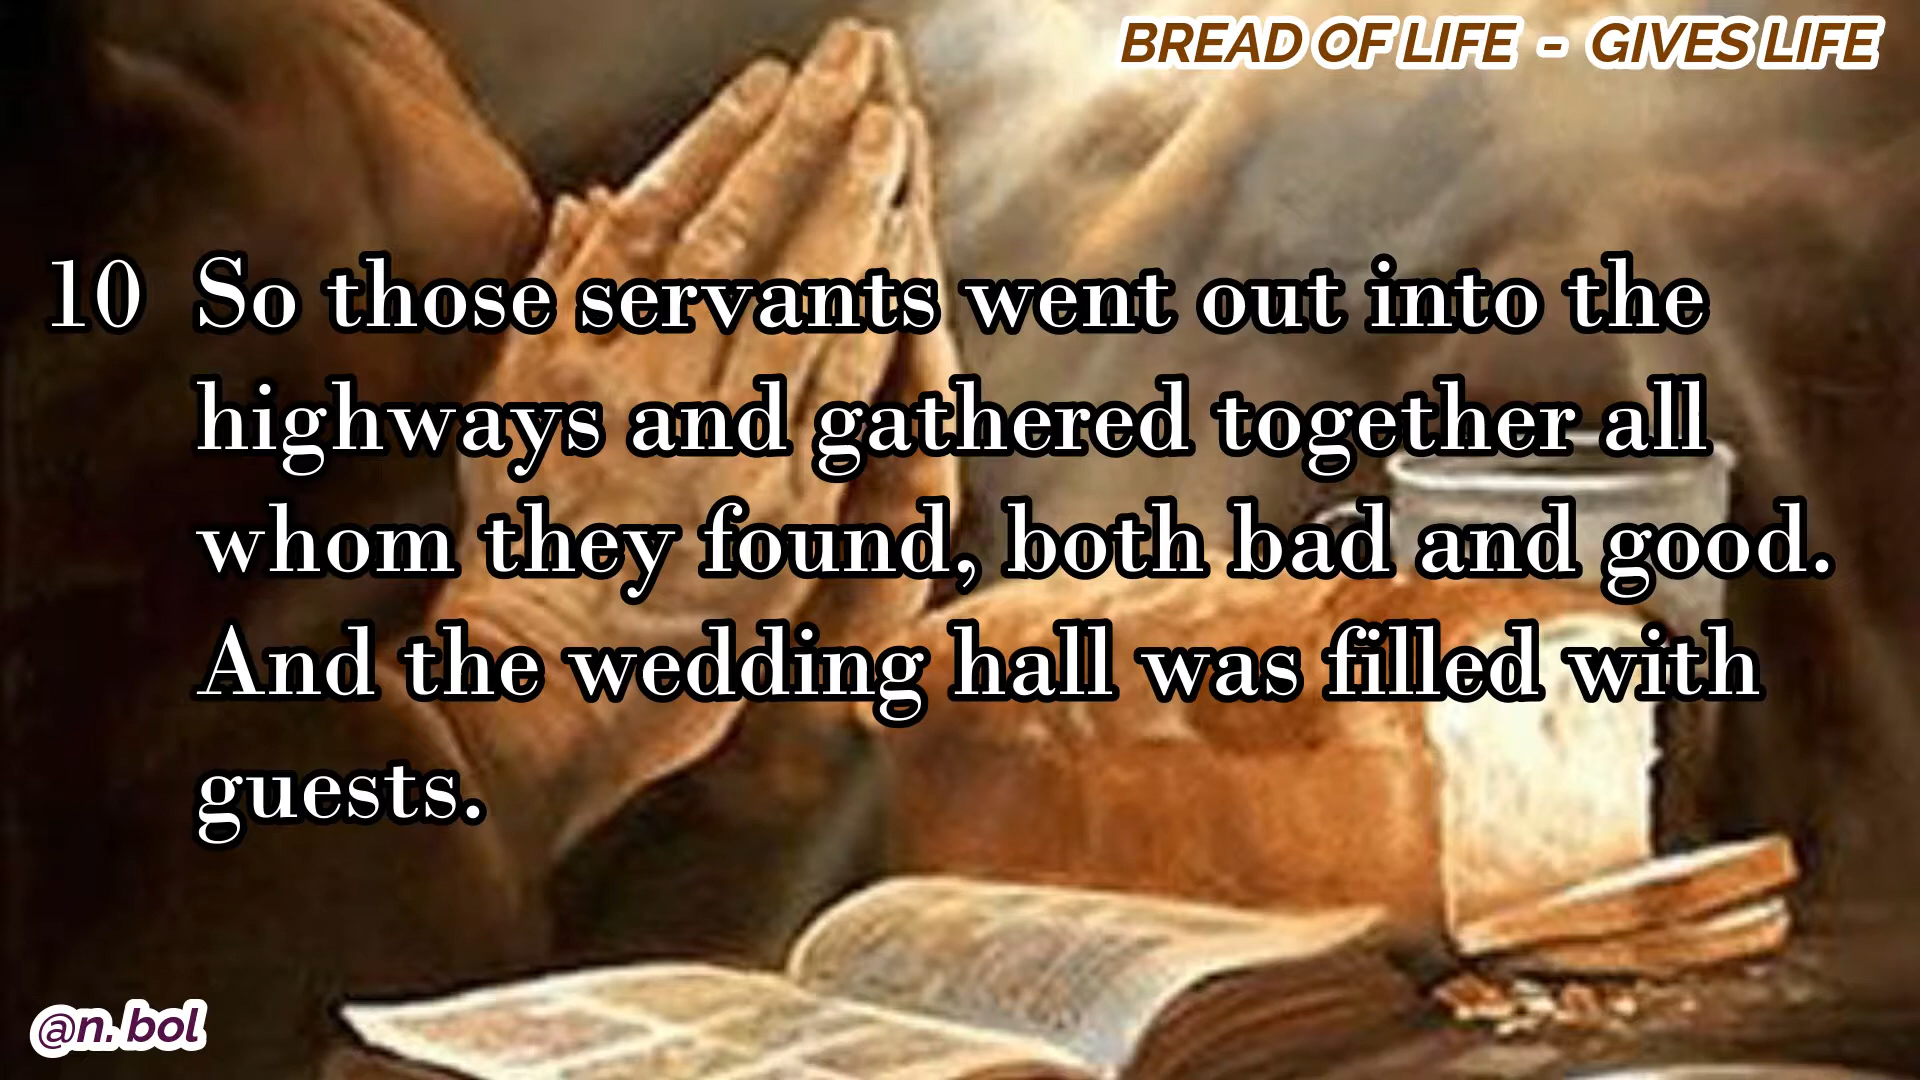 BREAD OF LIFE - GIVES LIFE
10 So those servants went out into the
highways and gathered together all
whom they found, both bad and good.
And the wedding hall was filled with
guests.
@n. bol